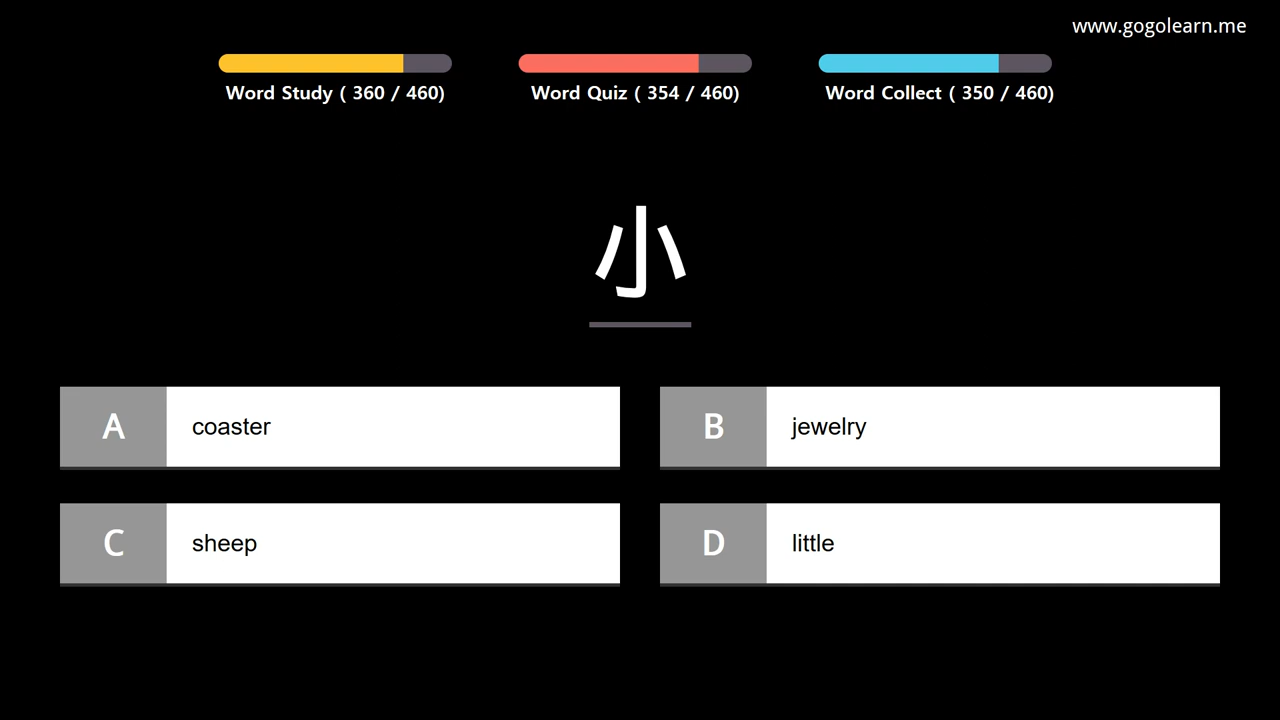 www.gogolearn.me
Word Study ( 360 / 460)
Word Quiz ( 354 / 460)
Word Collect ( 350 / 460)
小
A coaster
B jewelry
C sheep
D little